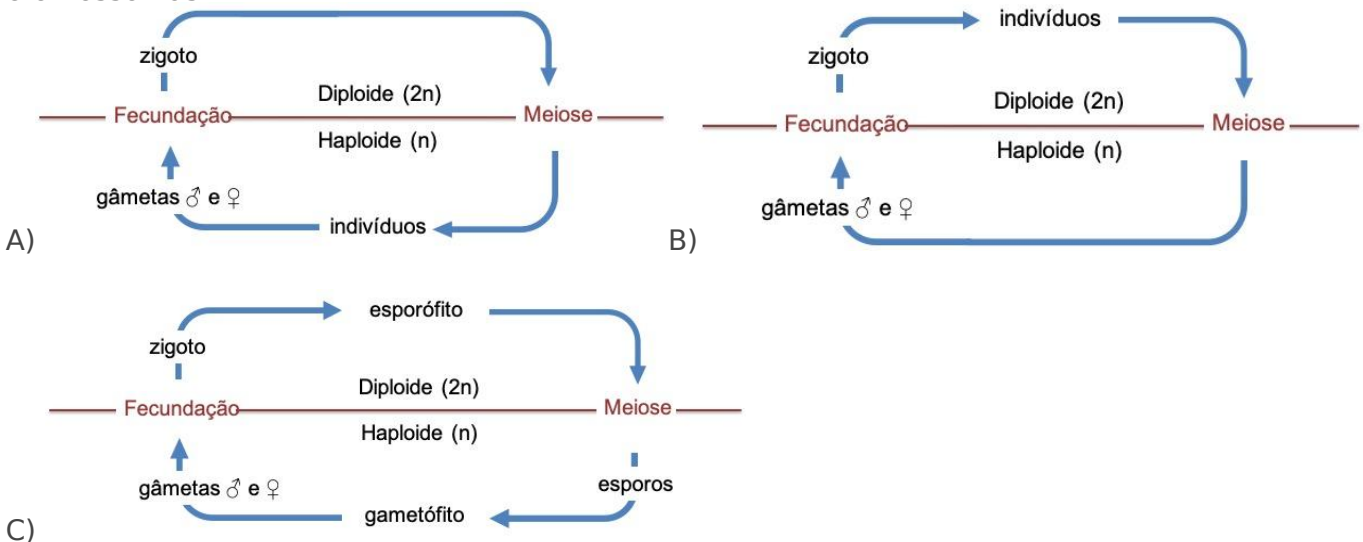 zigoto
Diploide (2n)
Fecundação
Meiose
Haploide (n)
gâmetas ♂ e ♀
indivíduos
A)
indivíduos
zigoto
Diploide (2n)
Fecundação
Meiose
Haploide (n)
gâmetas ♂ e ♀
B)
esporófito
zigoto
Diploide (2n)
Fecundação
Meiose
Haploide (n)
gâmetas ♂ e ♀
esporos
gametófito
C)